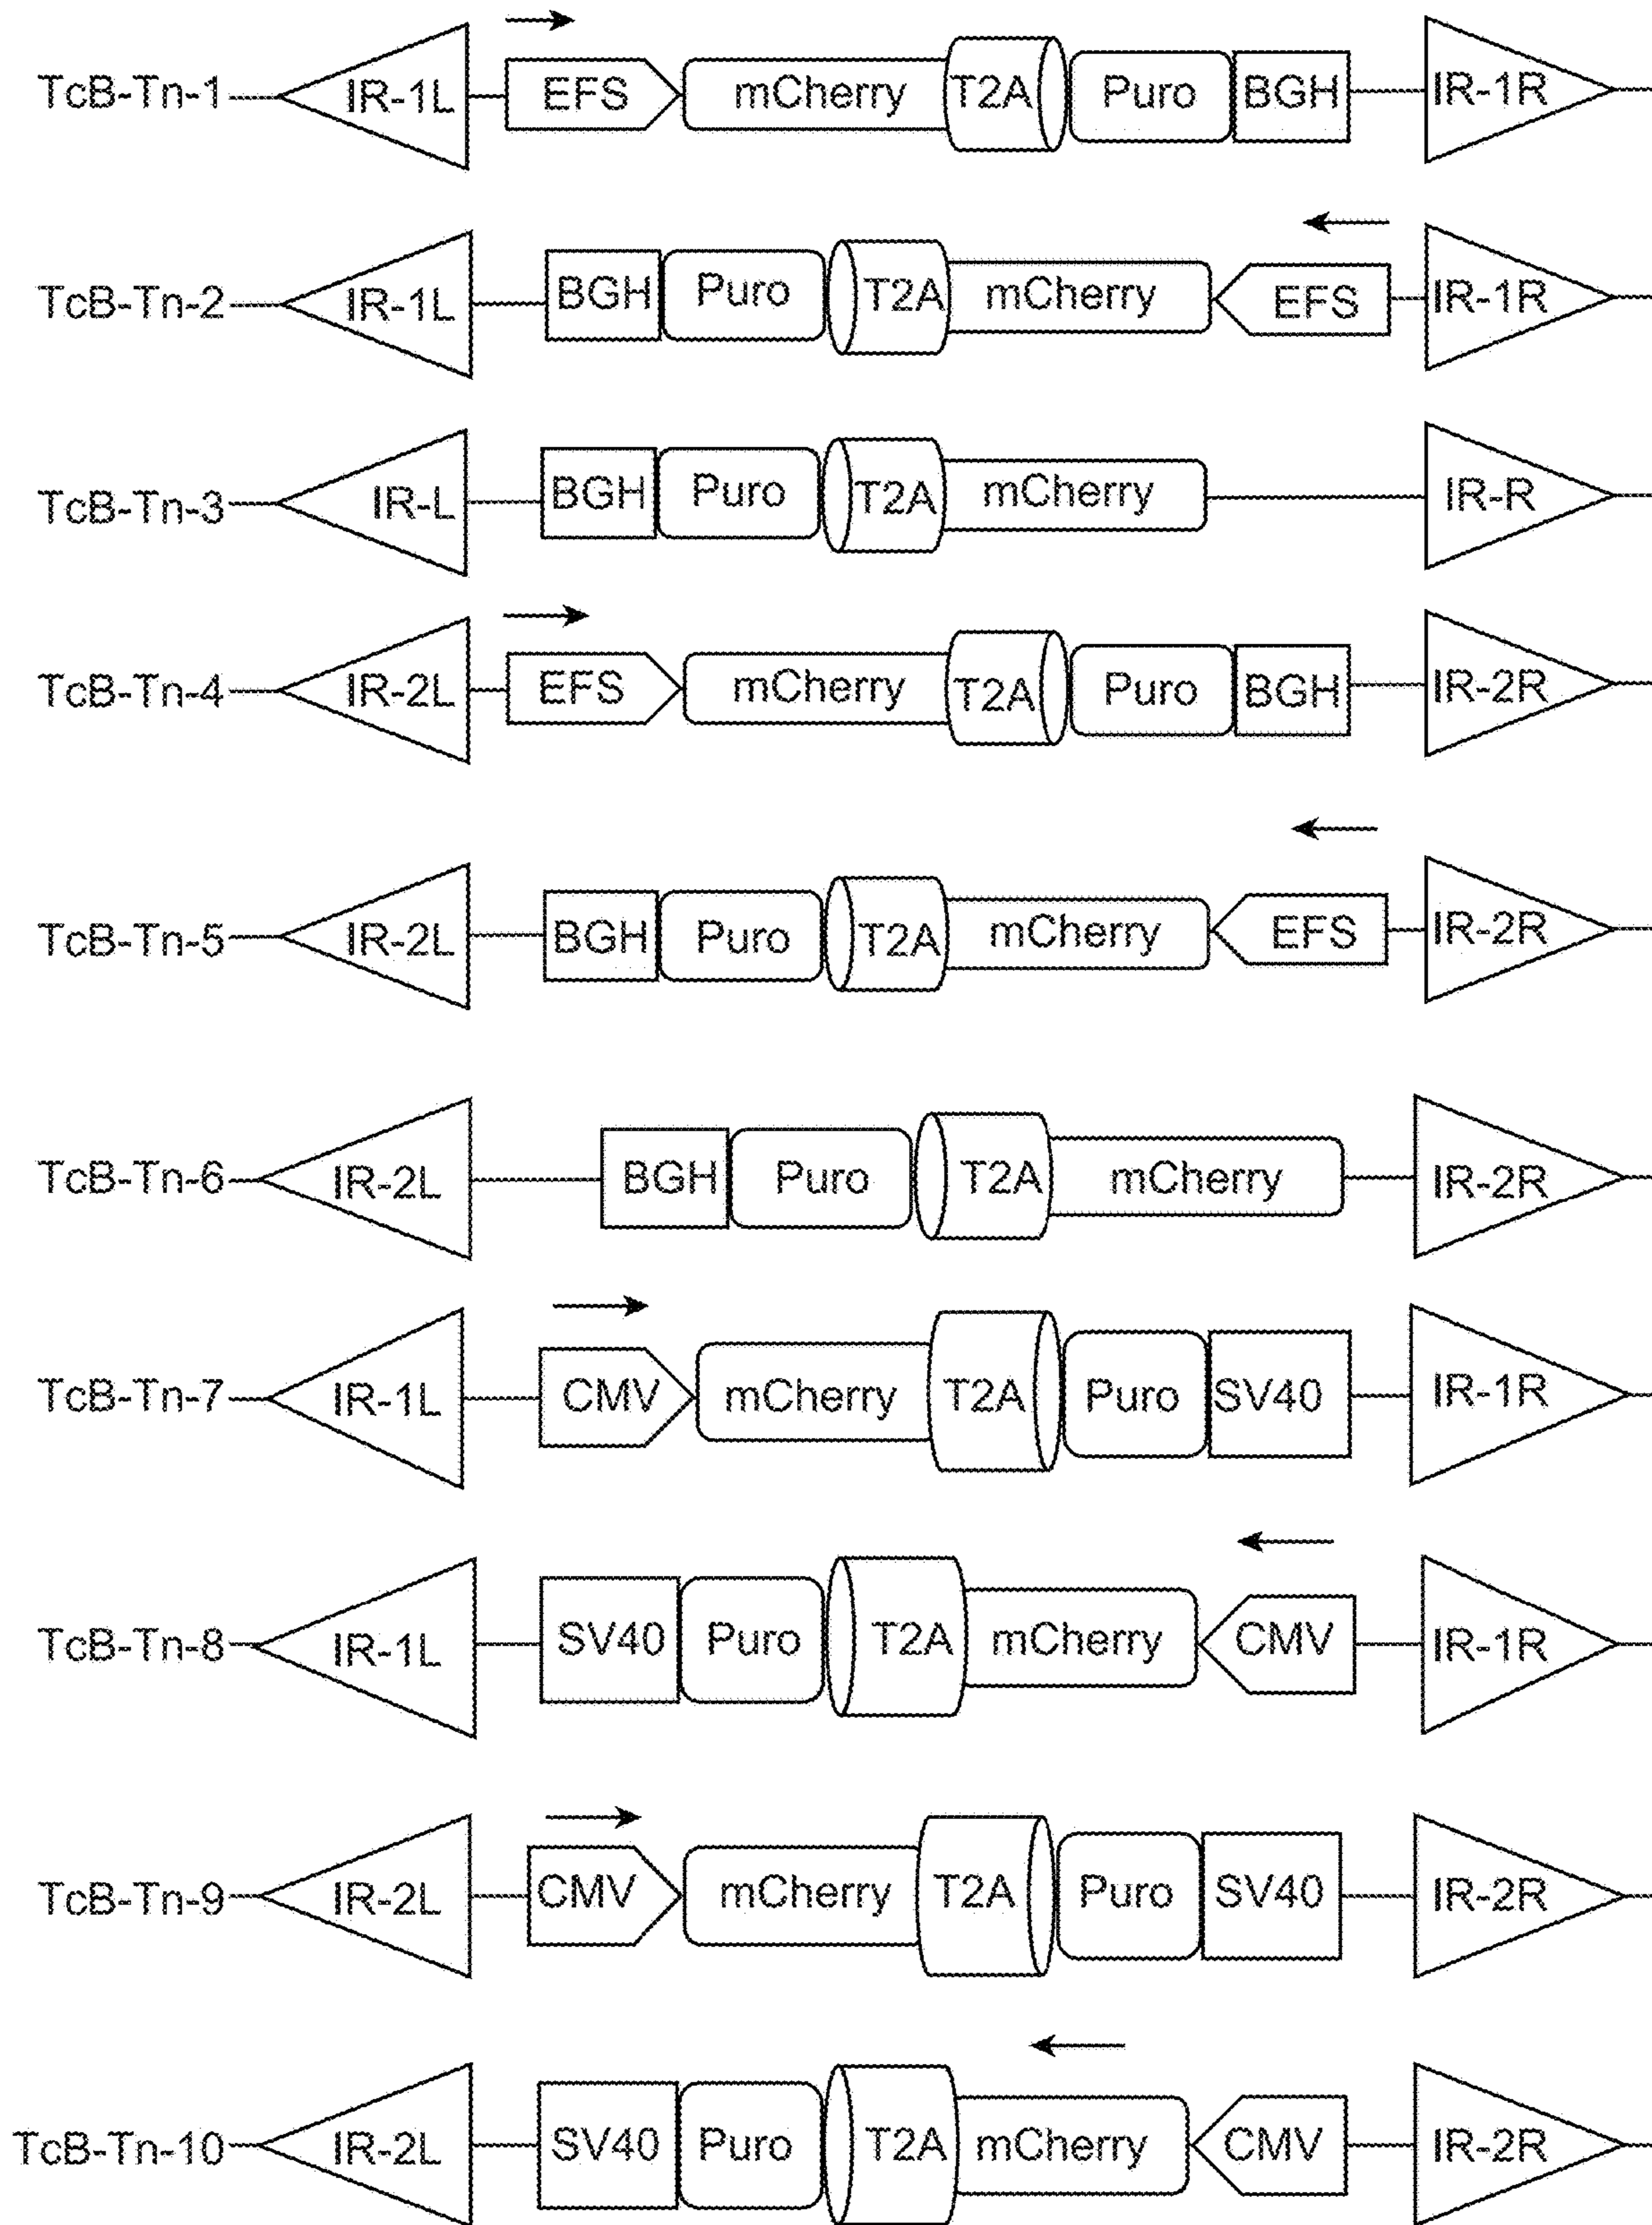 TcB-Tn-1 IR-1L EFS mCherry T2A Puro BGH IR-1R
TcB-Tn-2 IR-1L BGH Puro T2A mCherry EFS IR-1R
TcB-Tn-3 IR-L BGH Puro T2A mCherry IR-R
TcB-Tn-4 IR-2L EFS mCherry T2A Puro BGH IR-2R
TcB-Tn-5 IR-2L BGH Puro T2A mCherry EFS IR-2R
TcB-Tn-6 IR-2L BGH Puro T2A mCherry IR-2R
TcB-Tn-7 IR-1L CMV mCherry T2A Puro SV40 IR-1R
TcB-Tn-8 IR-1L SV40 Puro T2A mCherry CMV IR-1R
TcB-Tn-9 IR-2L CMV mCherry T2A Puro SV40 IR-2R
TcB-Tn-10 IR-2L SV40 Puro T2A mCherry CMV IR-2R